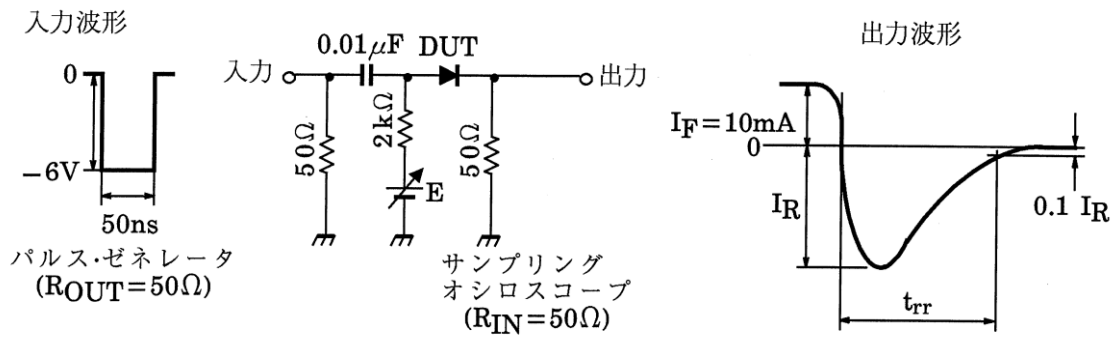 入力波形
0
−6V
50ns
パルス・ゼネレータ
(ROUT=50Ω)
0.01μF DUT
入力
出力
50Ω
2kΩ
E
50Ω
サンプリング
オシロスコープ
(RIN=50Ω)
出力波形
IF=10mA
0
IR
0.1 IR
trr